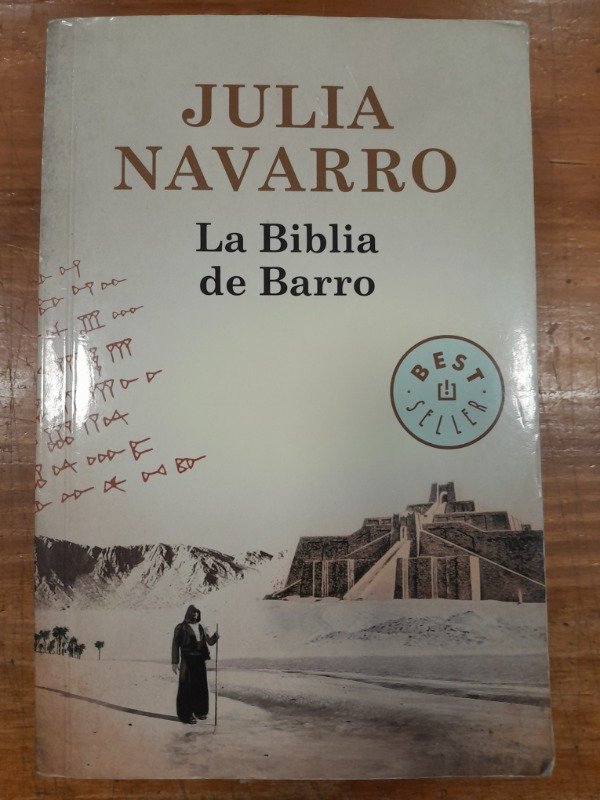 JULIA
NAVARRO
La Biblia
de Barro
BEST
SELLER